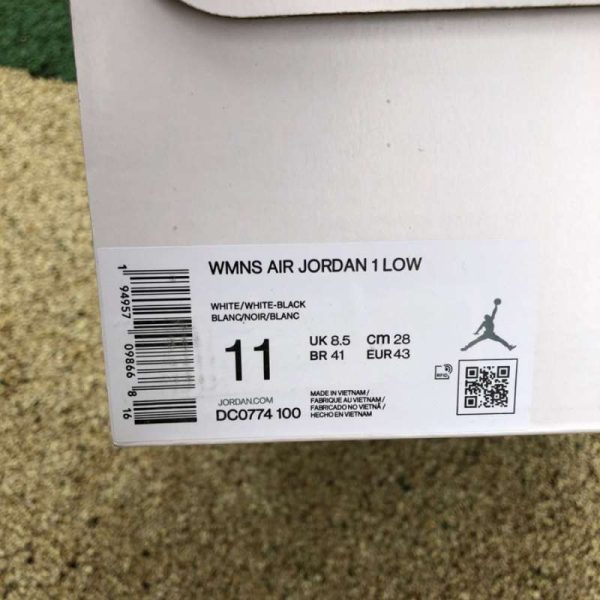 WMNS AIR JORDAN 1 LOW
WHITE/WHITE-BLACK
BLANC/NOIR/BLANC
11
UK 8.5 cm 28
BR 41 EUR 43
JORDAN.COM
DC0774 100
MADE IN VIETNAM /
FABRIQUE AU VIETNAM /
FABRICADO NO VIETNÃ /
HECHO EN VIETNAM
RFID
1 94957 09866 8 16